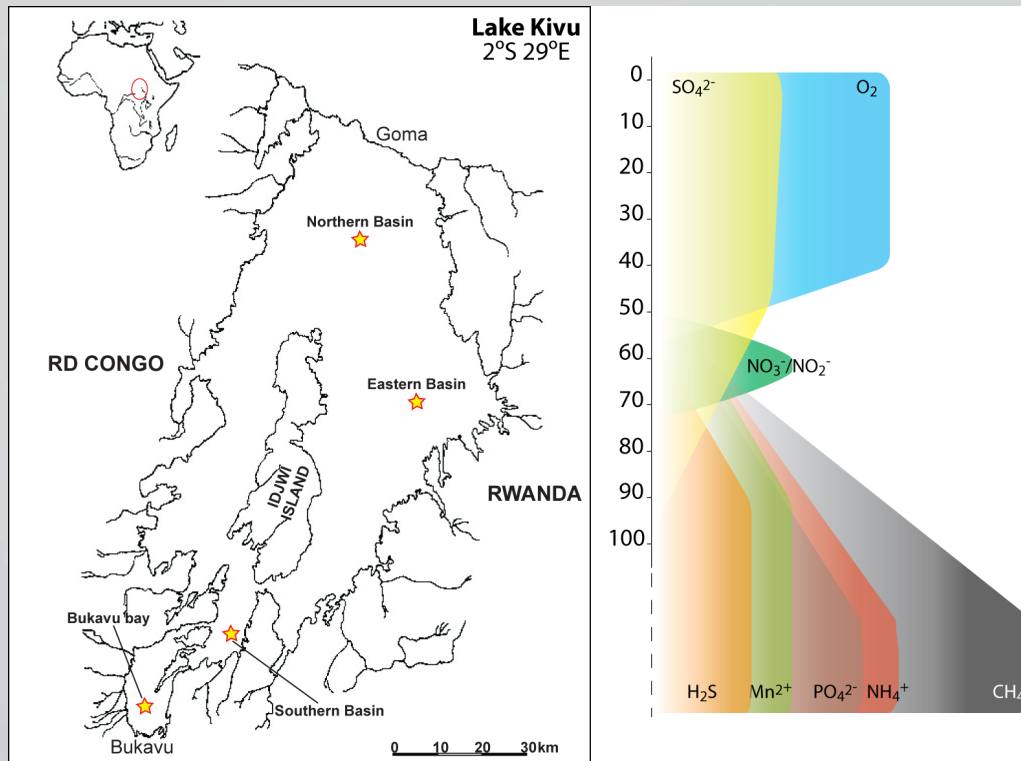 Lake Kivu
2°S 29°E
Goma
Northern Basin
RD CONGO
Eastern Basin
IDJWI
ISLAND
RWANDA
Bukavu bay
Southern Basin
Bukavu
0 10 20 30km
SO₄²⁻ O₂
0
10
20
30
40
50
60
70
80
90
100
NO₃⁻/NO₂⁻
H₂S Mn²⁺ PO₄²⁻ NH₄⁺ CH₄